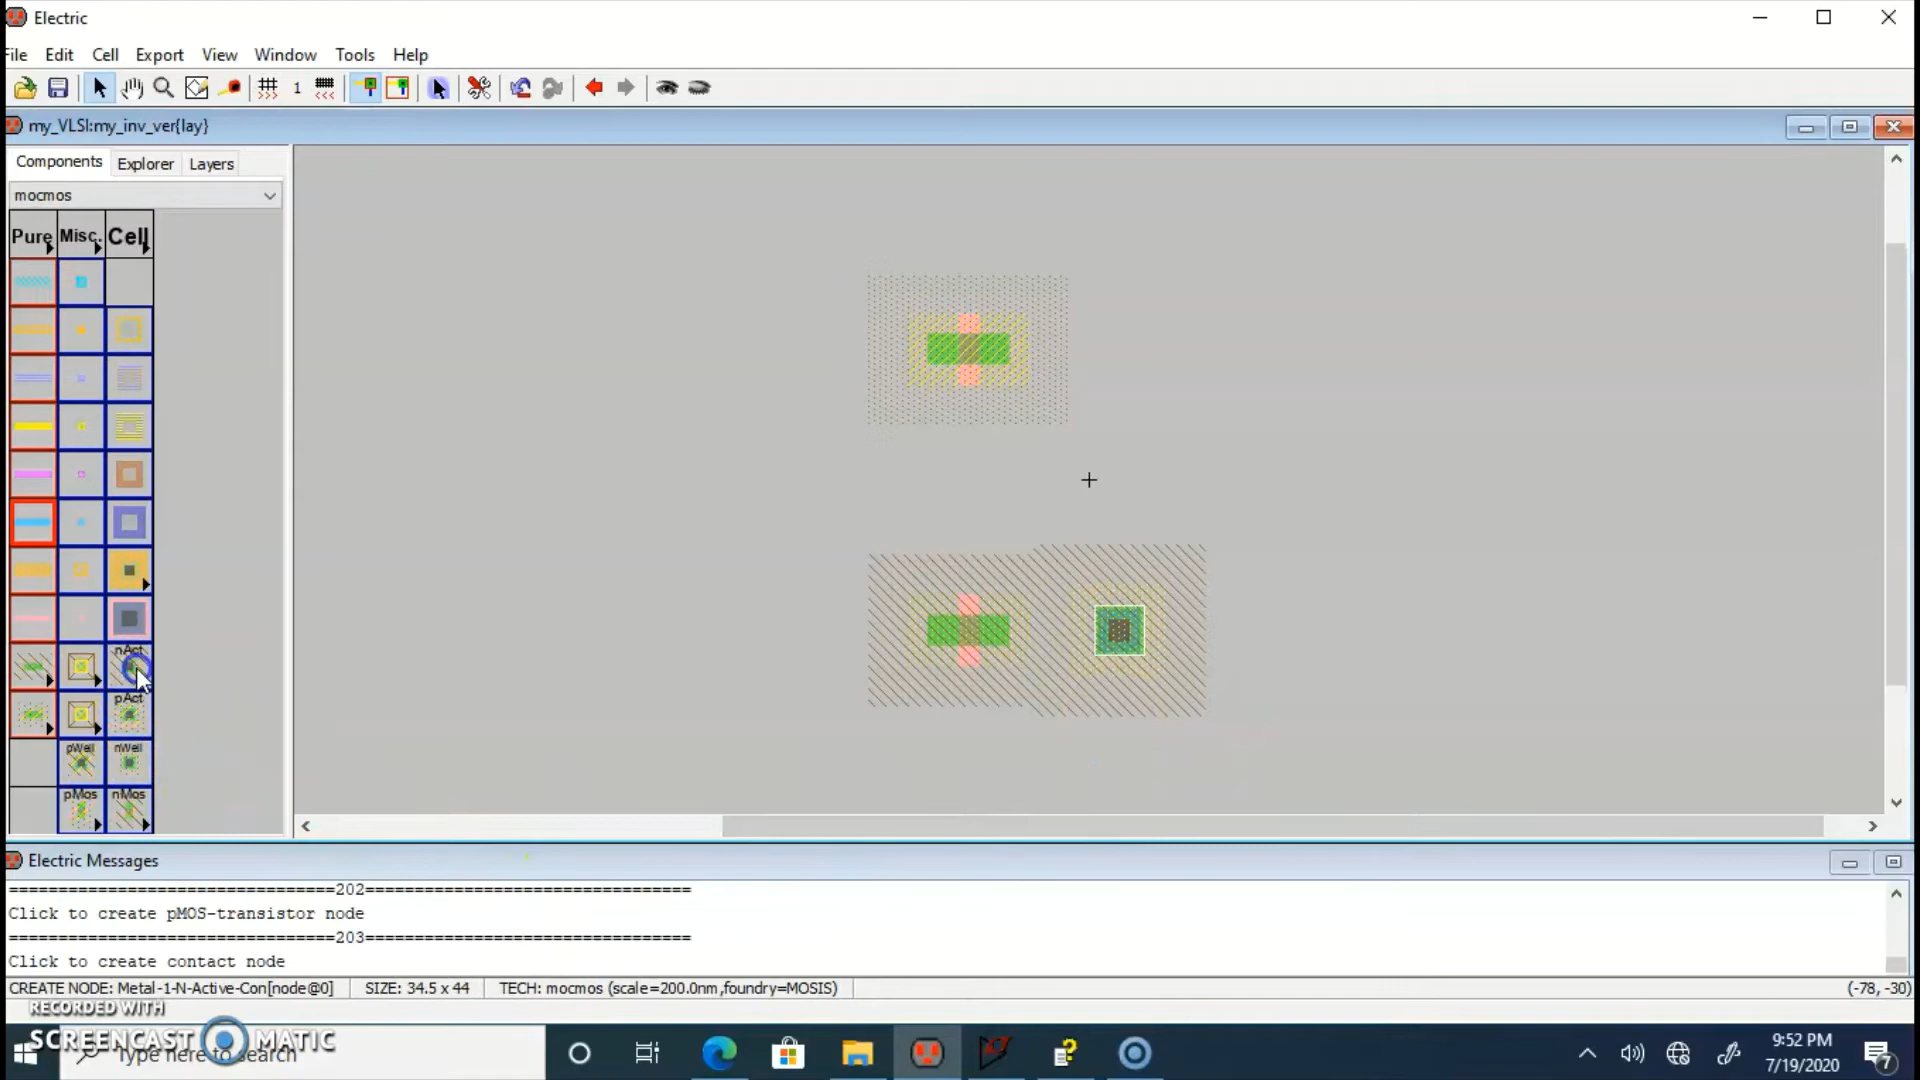 Electric
File Edit Cell Export View Window Tools Help
1
my_VLSI:my_inv_ver{lay}
Components Explorer Layers
mocmos
Pure Misc. Cell
nAct
pAct
pWell nWell
pMos nMos
Electric Messages
=================================202=================================
Click to create pMOS-transistor node
=================================203=================================
Click to create contact node
CREATE NODE: Metal-1-N-Active-Con[node@0] SIZE: 34.5 x 44 TECH: mocmos (scale=200.0nm,foundry=MOSIS) (-78, -30)
RECORDED WITH
SCREENCAST MATIC
Type here to search
9:52 PM
7/19/2020
7